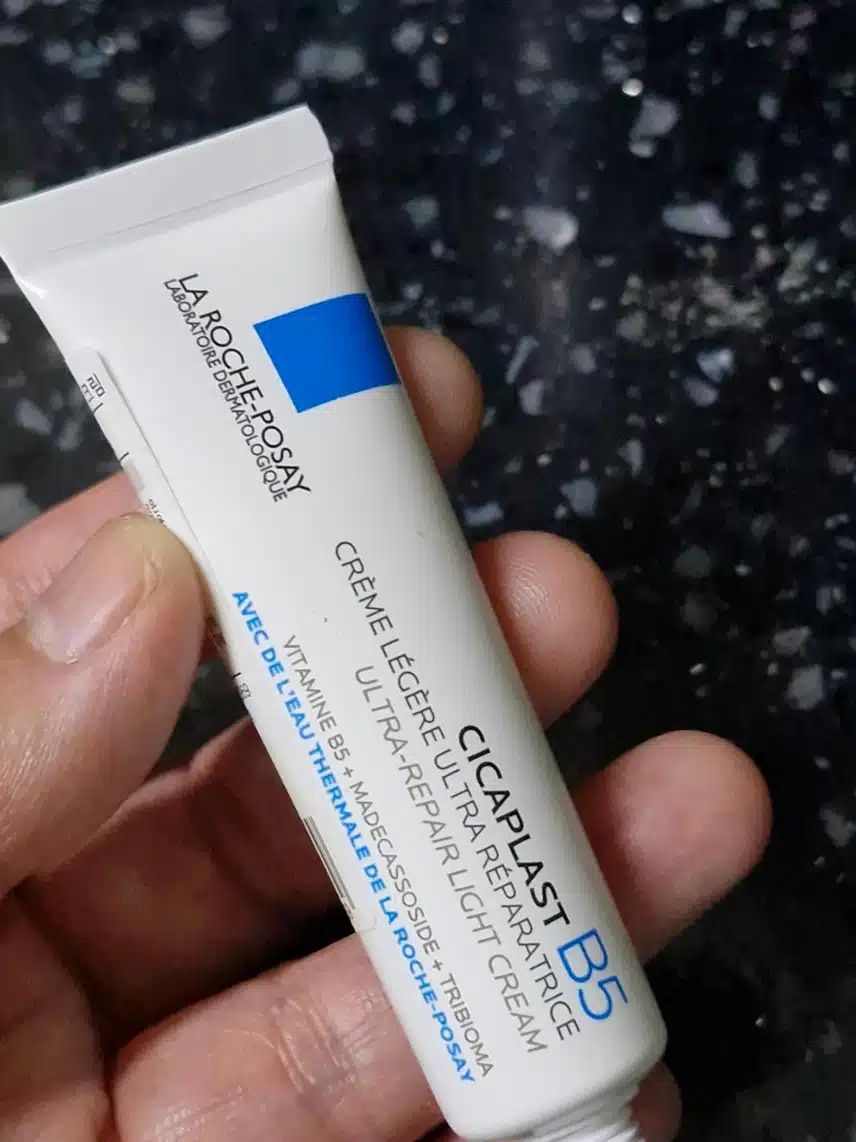 LA ROCHE-POSAY
LABORATOIRE DERMATOLOGIQUE
CICAPLAST B5
CRÈME LÉGÈRE ULTRA RÉPARATRICE
ULTRA-REPAIR LIGHT CREAM
VITAMINE B5 + MADECASSOSIDE + TRIBIOMA
AVEC DE L'EAU THERMALE DE LA ROCHE-POSAY